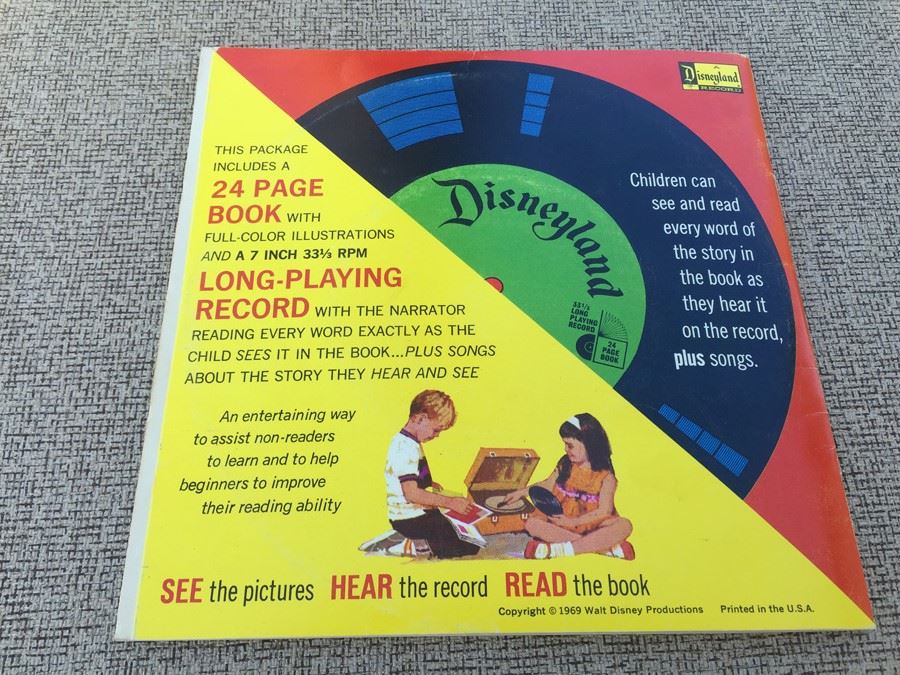 Disneyland
RECORD
THIS PACKAGE
INCLUDES A
24 PAGE
BOOK WITH
FULL-COLOR ILLUSTRATIONS
AND A 7 INCH 33⅓ RPM
LONG-PLAYING
RECORD WITH THE NARRATOR
READING EVERY WORD EXACTLY AS THE
CHILD SEES IT IN THE BOOK...PLUS SONGS
ABOUT THE STORY THEY HEAR AND SEE
Disneyland
33⅓
LONG
PLAYING
RECORD
24
PAGE
BOOK
Children can
see and read
every word of
the story in
the book as
they hear it
on the record,
plus songs.
An entertaining way
to assist non-readers
to learn and to help
beginners to improve
their reading ability
SEE the pictures HEAR the record READ the book
Copyright © 1969 Walt Disney Productions Printed in the U.S.A.